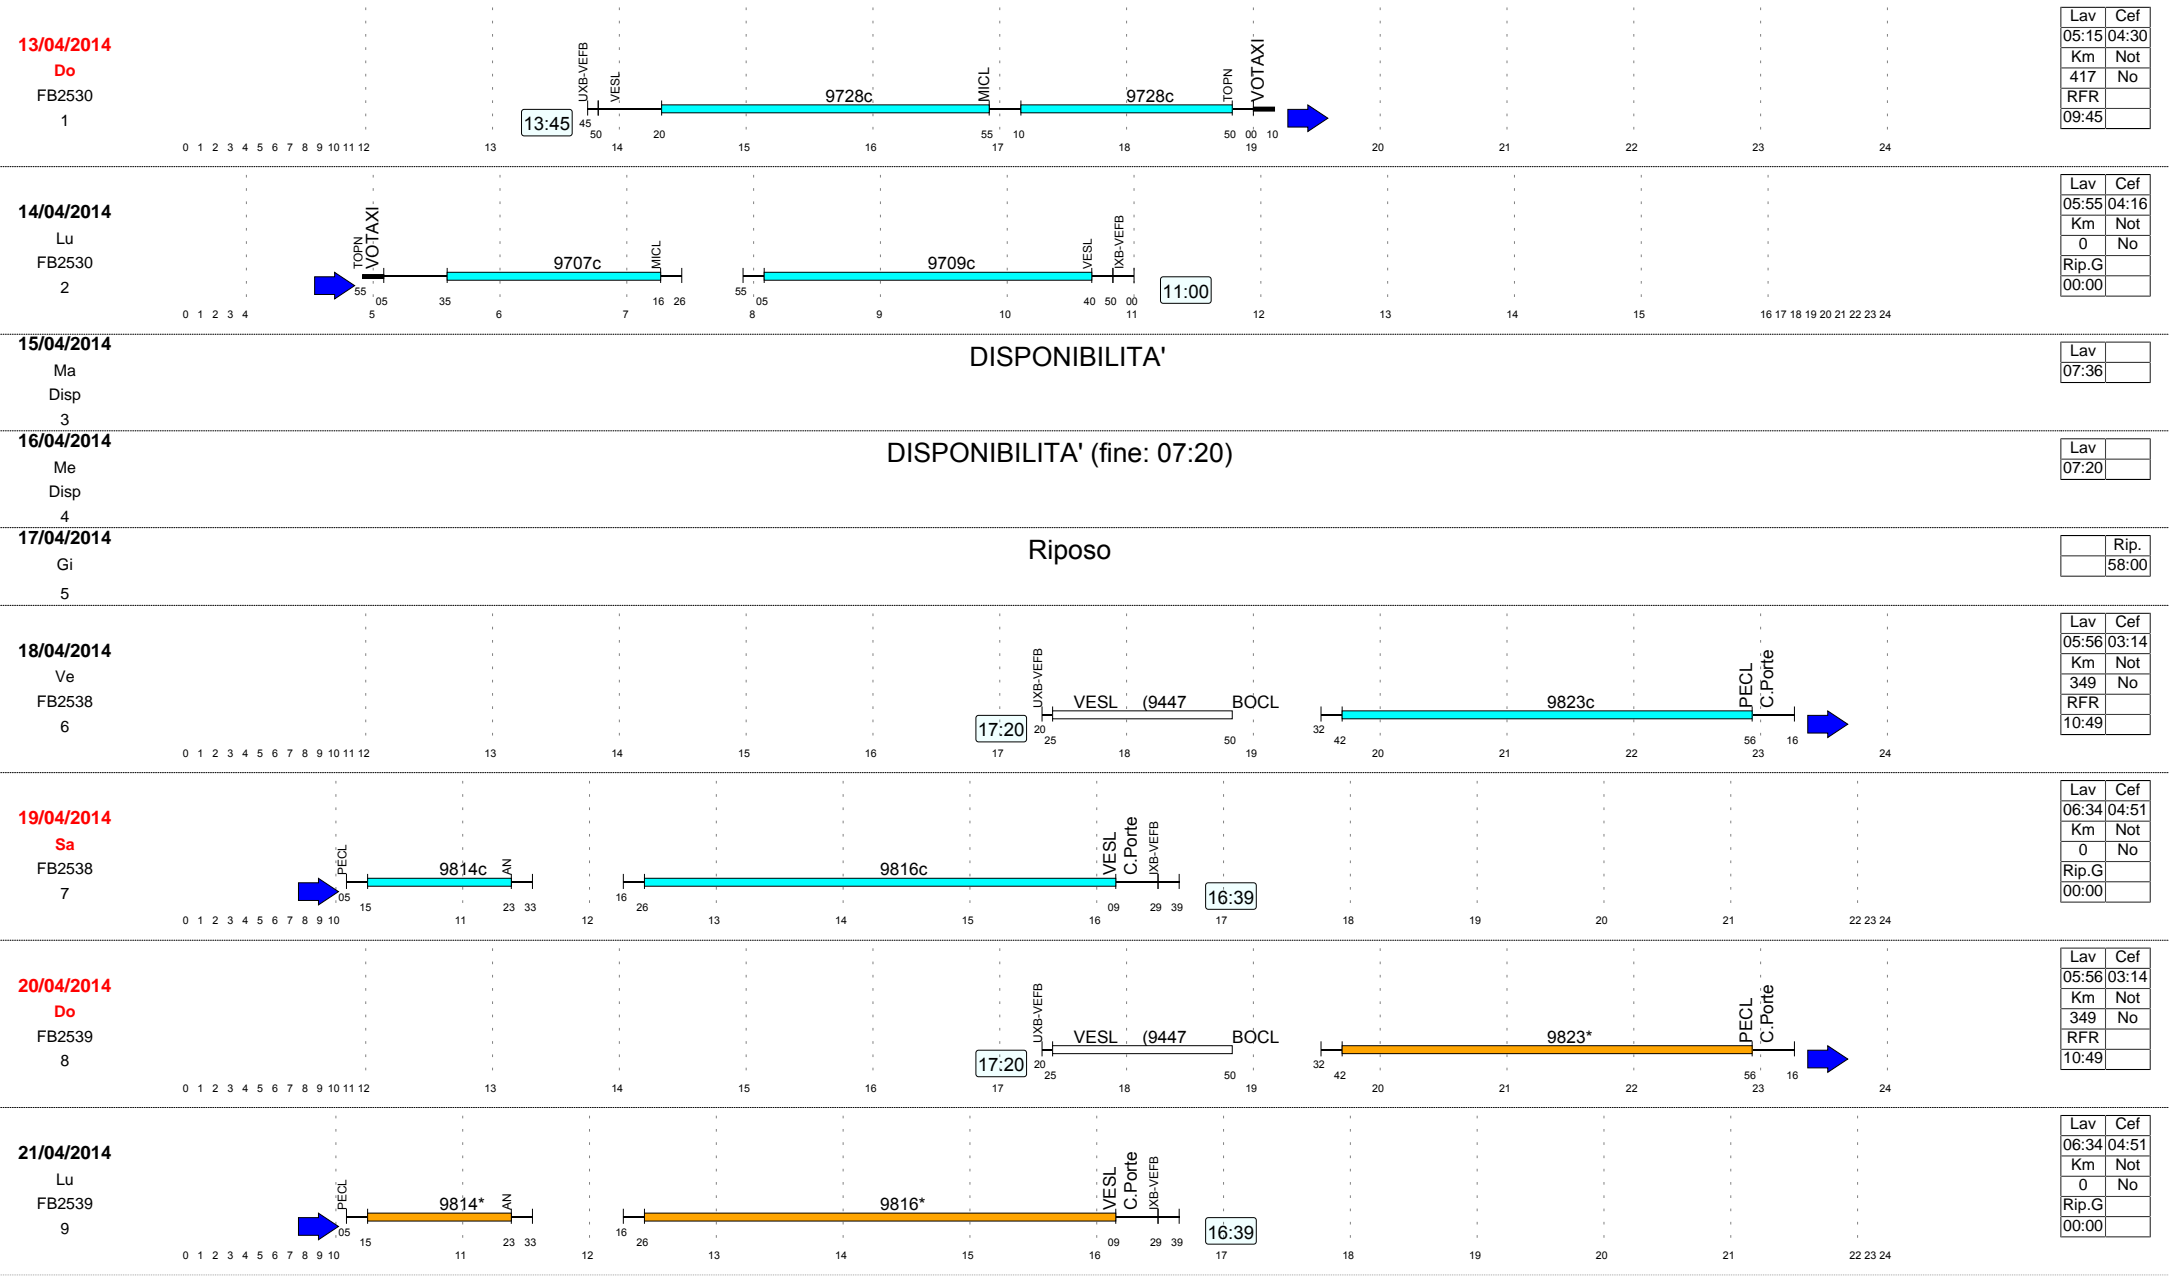 13/04/2014
Do
FB2530
1
13:45
UXB-VEFB
VESL
9728c
MICL
9728c
TOPN
VOTAXI
45 50 20 55 10 50 00 10
0 1 2 3 4 5 6 7 8 9 10 11 12 13 14 15 16 17 18 19 20 21 22 23 24
Lav Cef
05:15 04:30
Km Not
417 No
RFR
09:45
14/04/2014
Lu
FB2530
2
TOPN
VOTAXI
9707c
MICL
9709c
VESL
IXB-VEFB
11:00
55 05 35 16 26 55 05 40 50 00
0 1 2 3 4 5 6 7 8 9 10 11 12 13 14 15 16 17 18 19 20 21 22 23 24
Lav Cef
05:55 04:16
Km Not
0 No
Rip.G
00:00
15/04/2014
Ma
Disp
3
DISPONIBILITA'
Lav
07:36
16/04/2014
Me
Disp
4
DISPONIBILITA' (fine: 07:20)
Lav
07:20
17/04/2014
Gi
5
Riposo
Rip.
58:00
18/04/2014
Ve
FB2538
6
17:20
UXB-VEFB
VESL (9447 BOCL
9823c
PECL
C.Porte
20 25 50 32 42 56 16
0 1 2 3 4 5 6 7 8 9 10 11 12 13 14 15 16 17 18 19 20 21 22 23 24
Lav Cef
05:56 03:14
Km Not
349 No
RFR
10:49
19/04/2014
Sa
FB2538
7
PECL
9814c
AN
9816c
VESL
C.Porte
IXB-VEFB
16:39
05 15 23 33 16 26 09 29 39
0 1 2 3 4 5 6 7 8 9 10 11 12 13 14 15 16 17 18 19 20 21 22 23 24
Lav Cef
06:34 04:51
Km Not
0 No
Rip.G
00:00
20/04/2014
Do
FB2539
8
17:20
UXB-VEFB
VESL (9447 BOCL
9823*
PECL
C.Porte
20 25 50 32 42 56 16
0 1 2 3 4 5 6 7 8 9 10 11 12 13 14 15 16 17 18 19 20 21 22 23 24
Lav Cef
05:56 03:14
Km Not
349 No
RFR
10:49
21/04/2014
Lu
FB2539
9
PECL
9814*
AN
9816*
VESL
C.Porte
IXB-VEFB
16:39
05 15 23 33 16 26 09 29 39
0 1 2 3 4 5 6 7 8 9 10 11 12 13 14 15 16 17 18 19 20 21 22 23 24
Lav Cef
06:34 04:51
Km Not
0 No
Rip.G
00:00